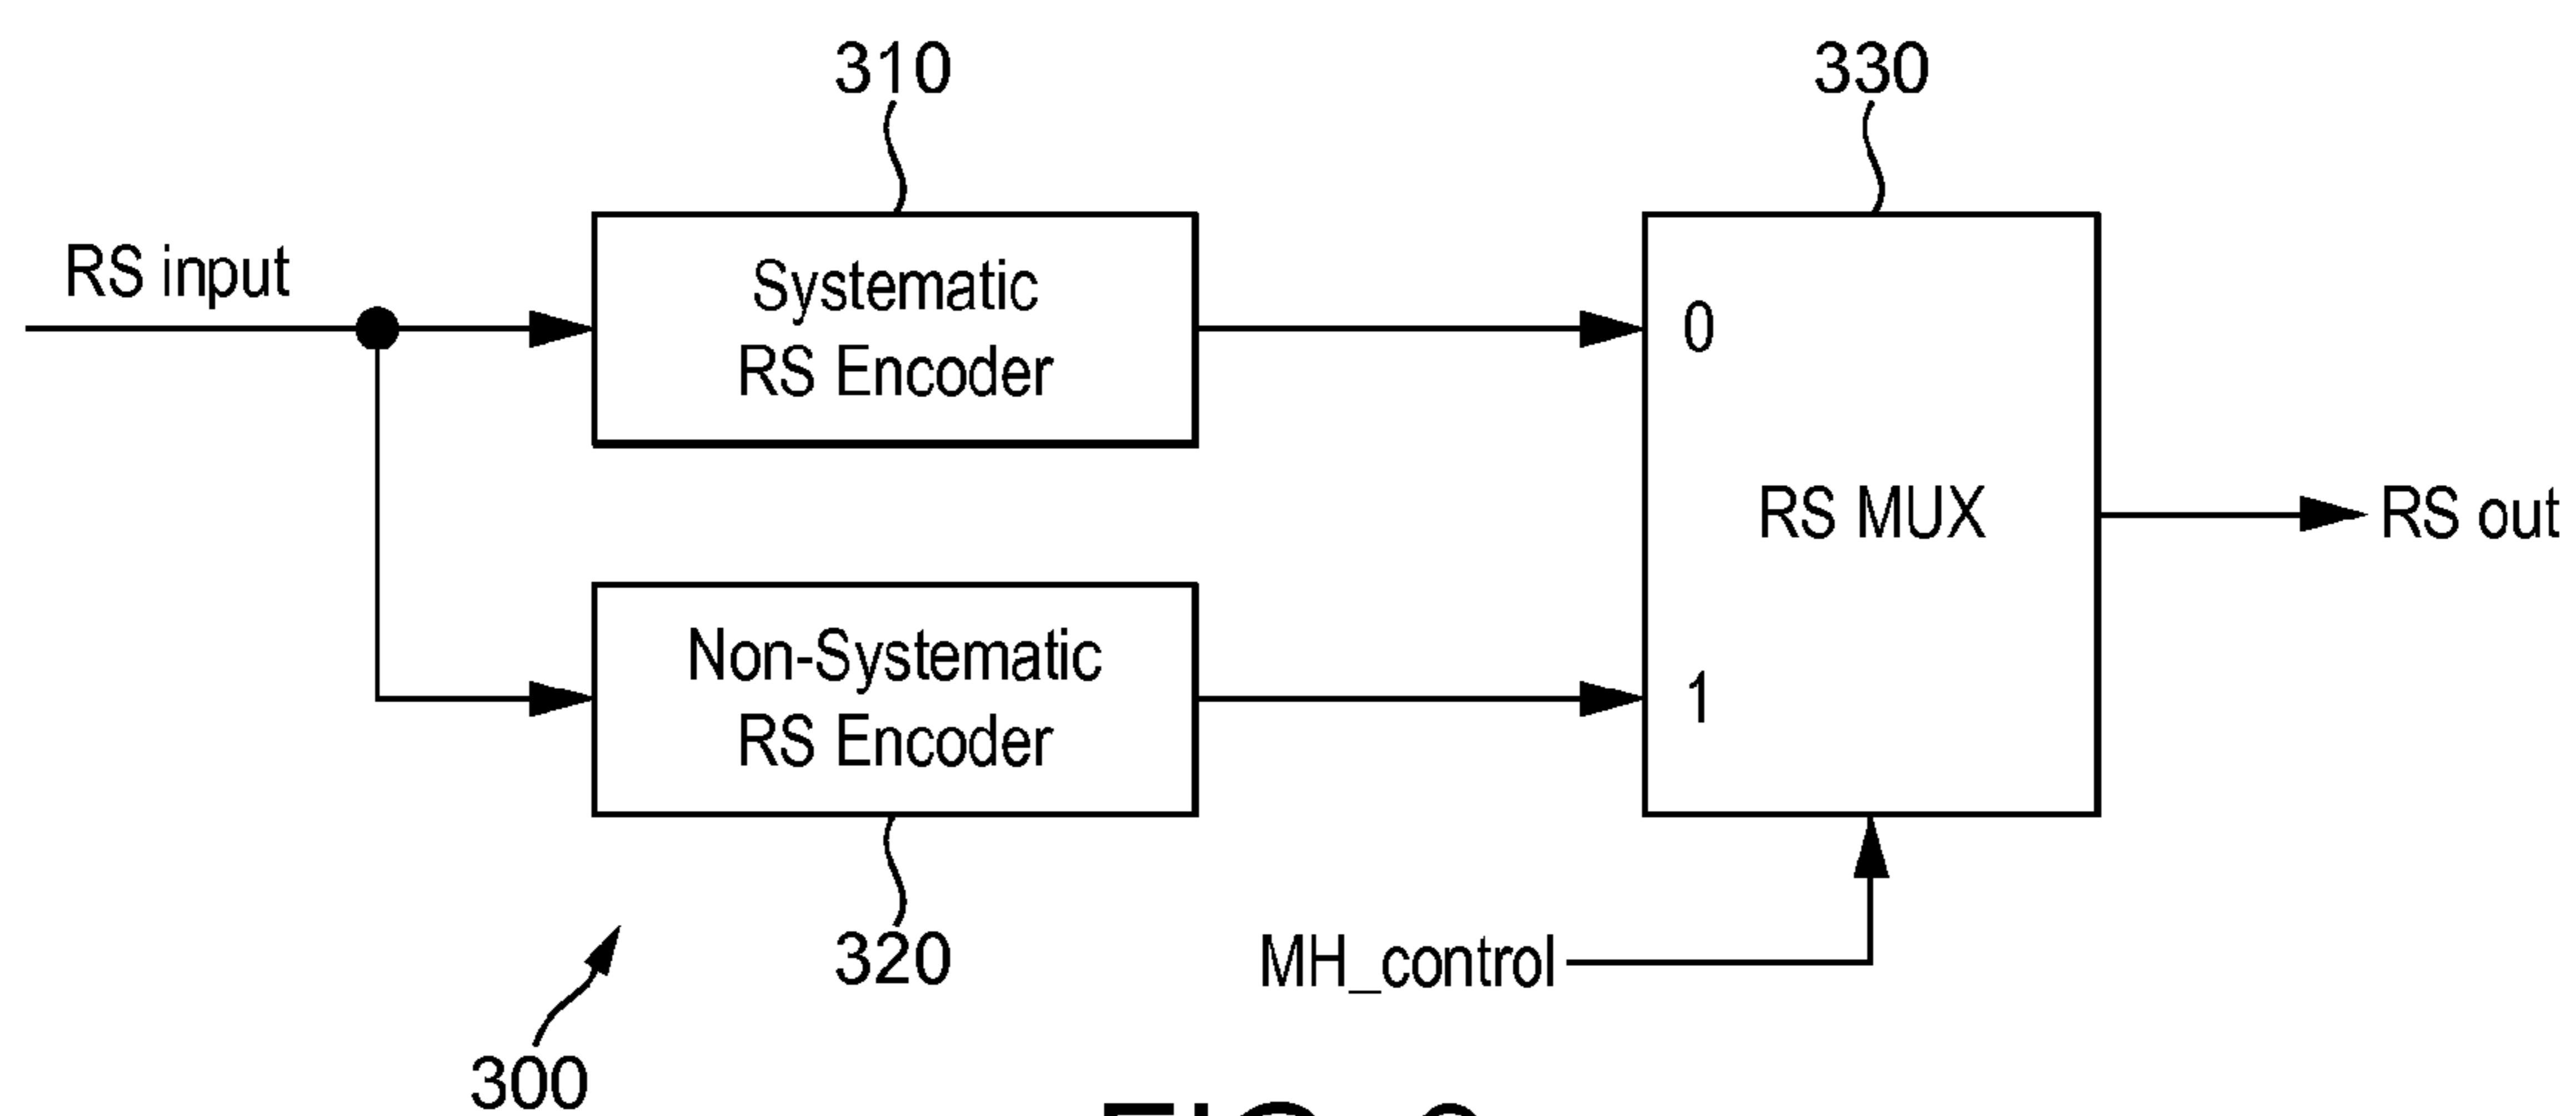 310
330
RS input
Systematic
RS Encoder
0
RS MUX
RS out
Non-Systematic
RS Encoder
1
320
MH_control
300